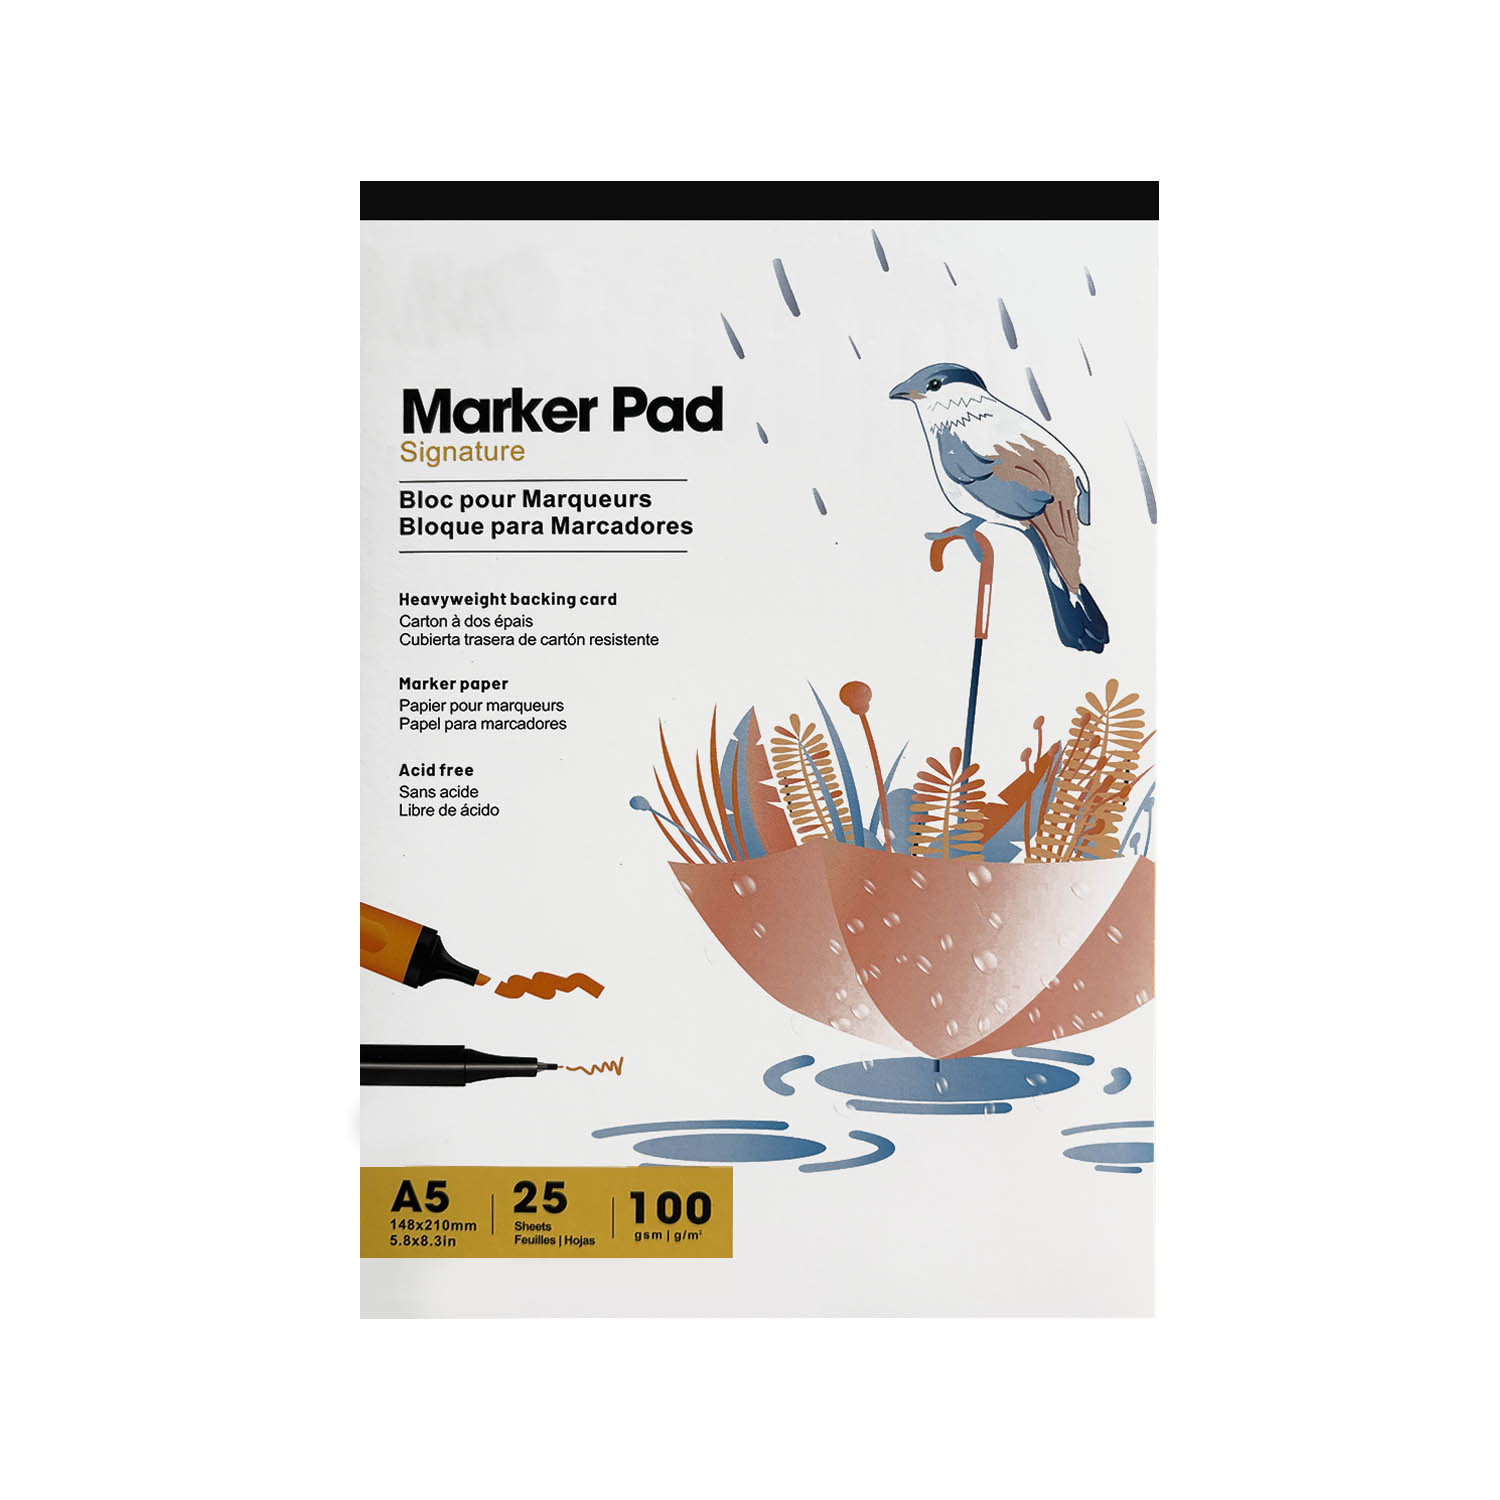 Marker Pad
Signature
Bloc pour Marqueurs
Bloque para Marcadores
Heavyweight backing card
Carton à dos épais
Cubierta trasera de cartón resistente
Marker paper
Papier pour marqueurs
Papel para marcadores
Acid free
Sans acide
Libre de ácido
A5
148x210mm
5.8x8.3in
25
Sheets
Feuilles | Hojas
100
gsm | g/m²